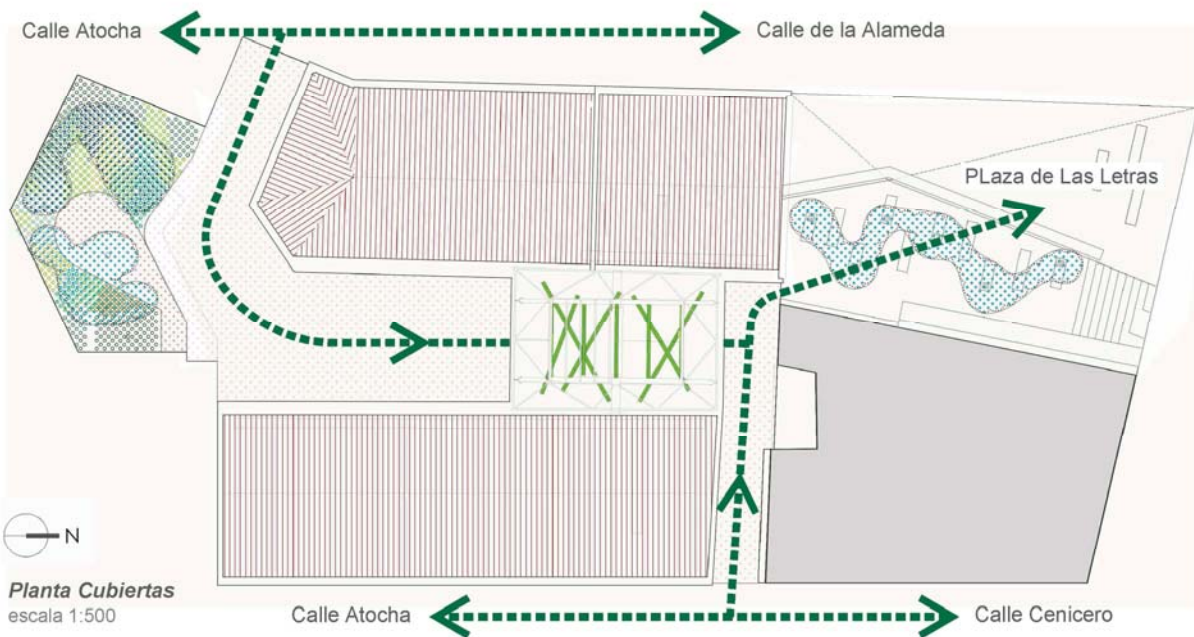 Calle Atocha
Calle de la Alameda
PLaza de Las Letras
N
Planta Cubiertas
escala 1:500
Calle Atocha
Calle Cenicero